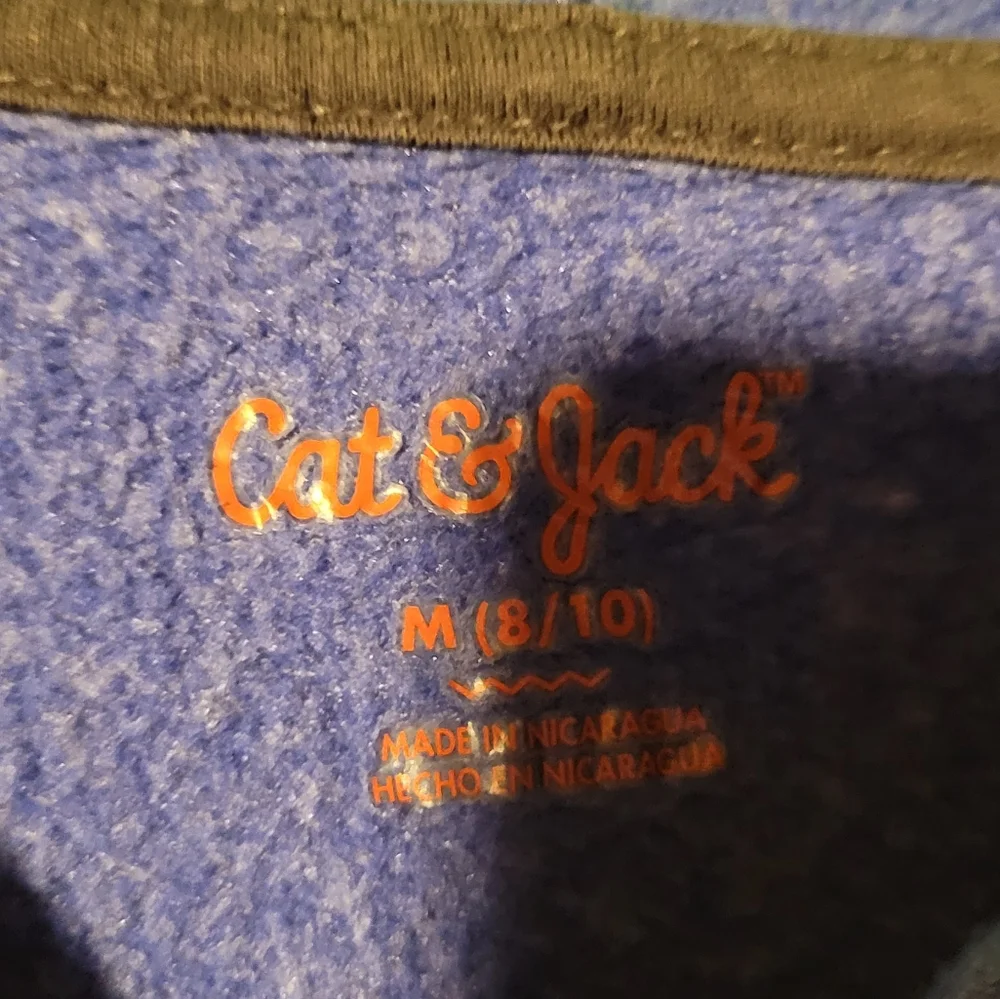 Cat & Jack™
M (8/10)
MADE IN NICARAGUA
HECHO EN NICARAGUA